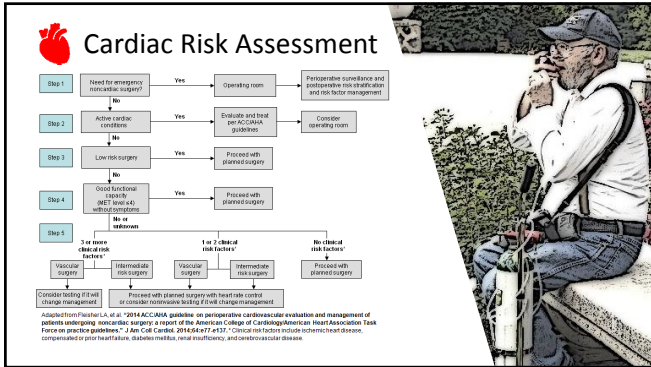 Cardiac Risk Assessment
Step 1
Need for emergency
noncardiac surgery?
Yes
Operating room
Perioperative surveillance and
postoperative risk stratification
and risk factor management
No
Step 2
Active cardiac
conditions
Yes
Evaluate and treat
per ACC/AHA
guidelines
Consider
operating room
No
Step 3
Low risk surgery
Yes
Proceed with
planned surgery
No
Step 4
Good functional
capacity
(MET level ≤4)
without symptoms
Yes
Proceed with
planned surgery
No or
unknown
Step 5
3 or more
clinical risk
factors*
1 or 2 clinical
risk factors*
No clinical
risk factors*
Vascular
surgery
Intermediate
risk surgery
Vascular
surgery
Intermediate
risk surgery
Proceed with
planned surgery
Consider testing if it will
change management
Proceed with planned surgery with heart rate control
or consider noninvasive testing if it will change management
Adapted from Fleisher LA, et al. "2014 ACC/AHA guideline on perioperative cardiovascular evaluation and management of
patients undergoing noncardiac surgery: a report of the American College of Cardiology/American Heart Association Task
Force on practice guidelines." J Am Coll Cardiol. 2014;64:e77-e137. * Clinical risk factors include ischemic heart disease,
compensated or prior heart failure, diabetes mellitus, renal insufficiency, and cerebrovascular disease.